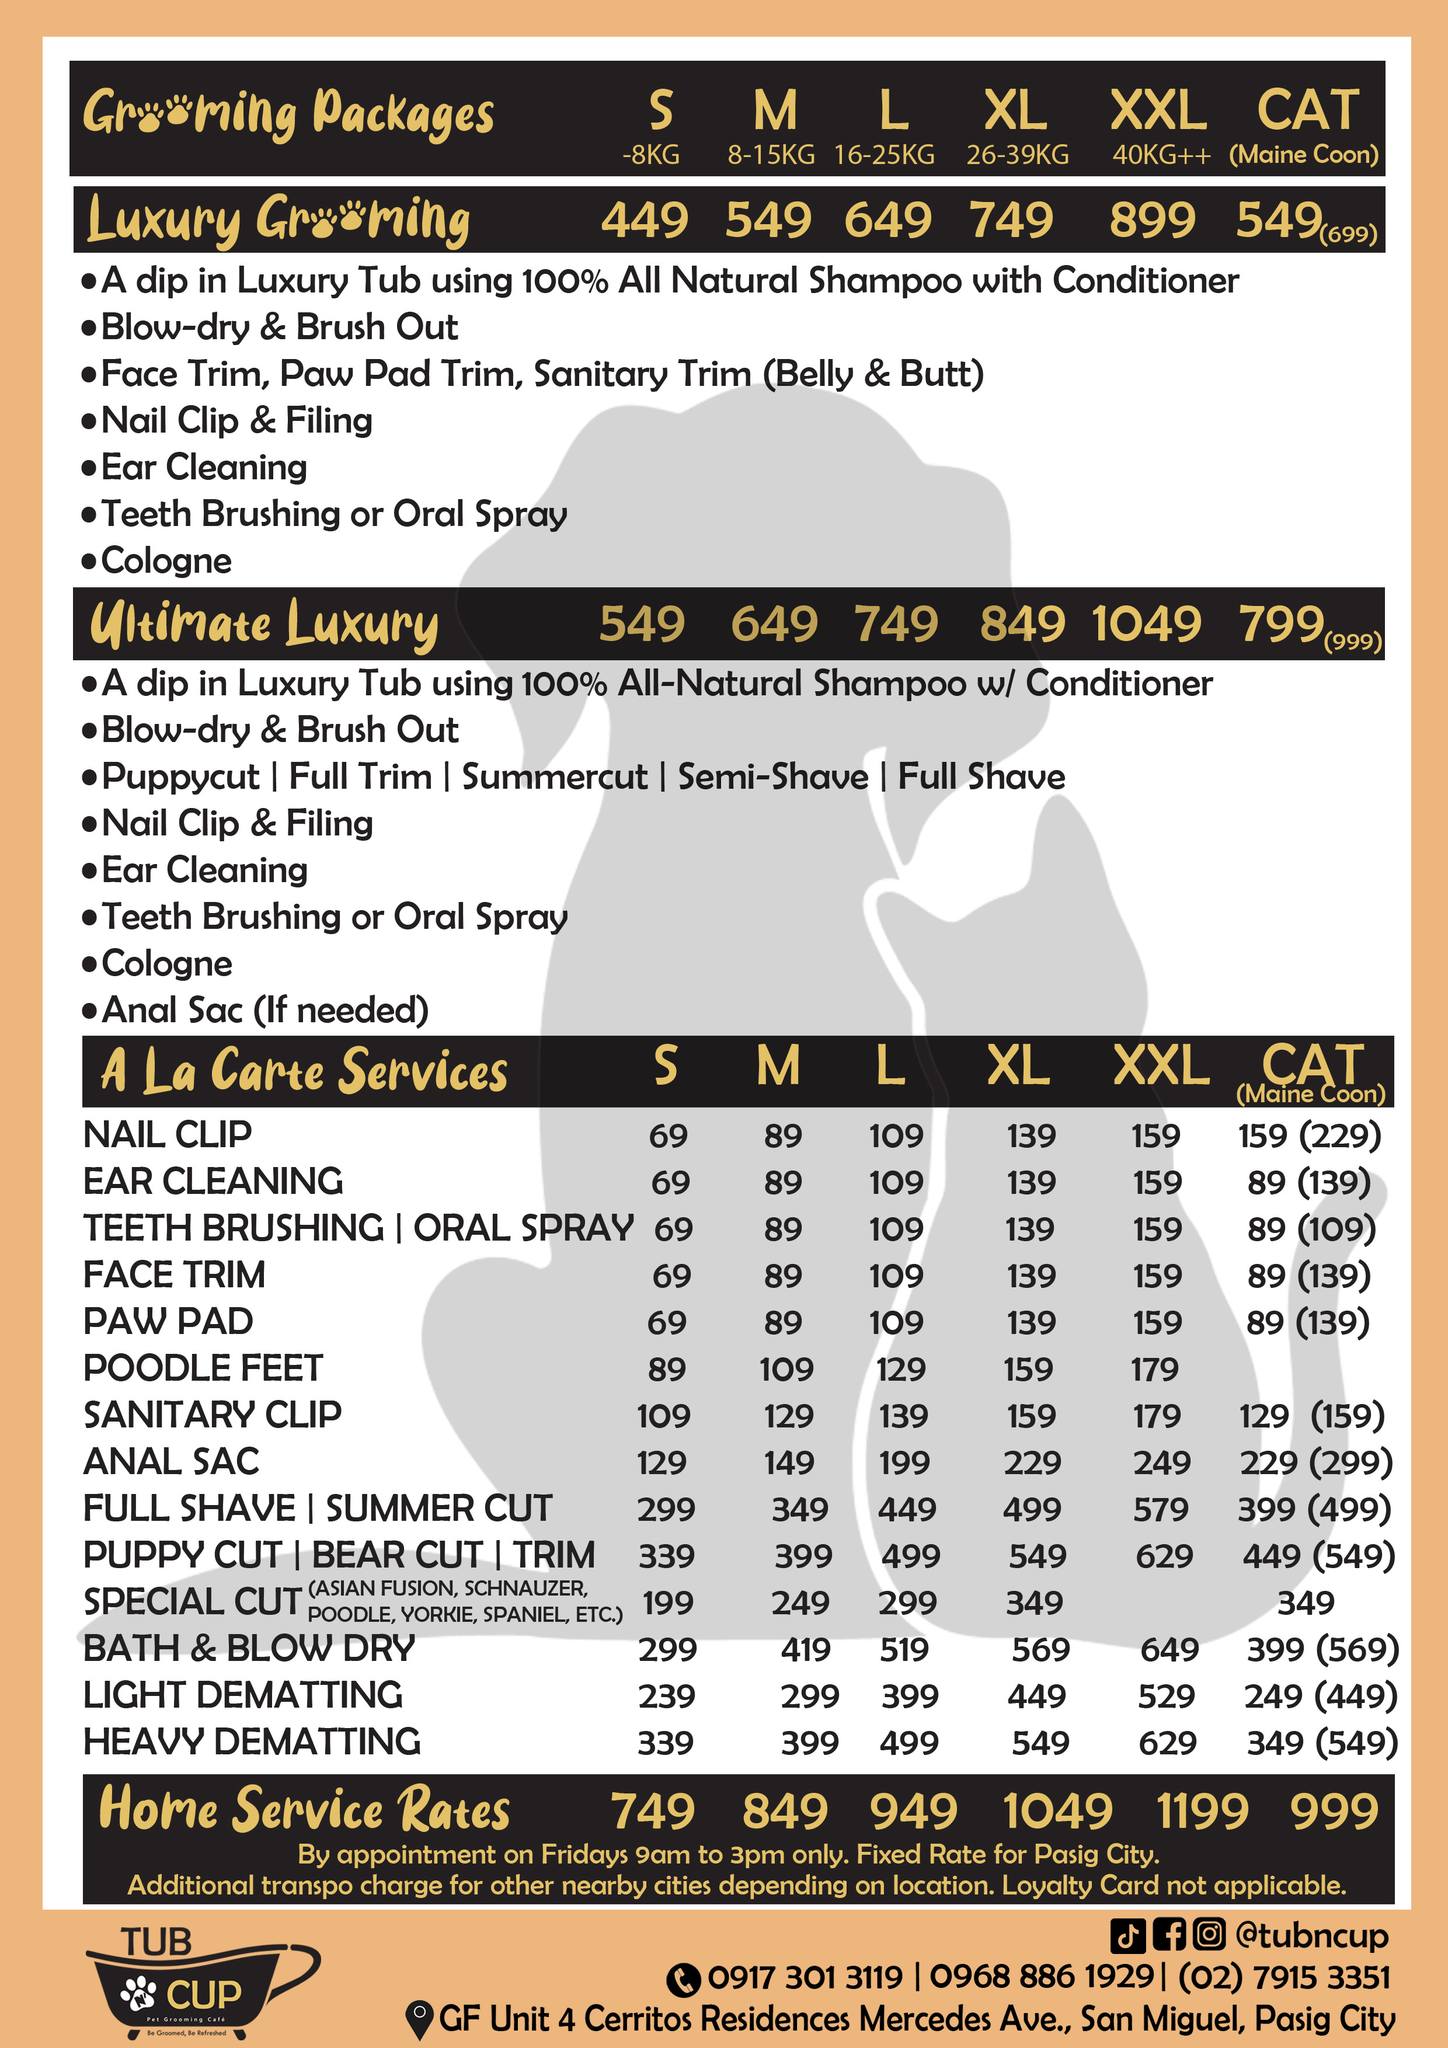 Grooming Packages S M L XL XXL CAT
-8KG 8-15KG 16-25KG 26-39KG 40KG++ (Maine Coon)
Luxury Grooming 449 549 649 749 899 549 (699)
•A dip in Luxury Tub using 100% All Natural Shampoo with Conditioner
•Blow-dry & Brush Out
•Face Trim, Paw Pad Trim, Sanitary Trim (Belly & Butt)
•Nail Clip & Filing
•Ear Cleaning
•Teeth Brushing or Oral Spray
•Cologne
Ultimate Luxury 549 649 749 849 1049 799 (999)
•A dip in Luxury Tub using 100% All-Natural Shampoo w/ Conditioner
•Blow-dry & Brush Out
•Puppycut | Full Trim | Summercut | Semi-Shave | Full Shave
•Nail Clip & Filing
•Ear Cleaning
•Teeth Brushing or Oral Spray
•Cologne
•Anal Sac (If needed)
A La Carte Services S M L XL XXL CAT
(Maine Coon)
NAIL CLIP 69 89 109 139 159 159 (229)
EAR CLEANING 69 89 109 139 159 89 (139)
TEETH BRUSHING | ORAL SPRAY 69 89 109 139 159 89 (109)
FACE TRIM 69 89 109 139 159 89 (139)
PAW PAD 69 89 109 139 159 89 (139)
POODLE FEET 89 109 129 159 179
SANITARY CLIP 109 129 139 159 179 129 (159)
ANAL SAC 129 149 199 229 249 229 (299)
FULL SHAVE | SUMMER CUT 299 349 449 499 579 399 (499)
PUPPY CUT | BEAR CUT | TRIM 339 399 499 549 629 449 (549)
SPECIAL CUT (ASIAN FUSION, SCHNAUZER, POODLE, YORKIE, SPANIEL, ETC.) 199 249 299 349 349
BATH & BLOW DRY 299 419 519 569 649 399 (569)
LIGHT DEMATTING 239 299 399 449 529 249 (449)
HEAVY DEMATTING 339 399 499 549 629 349 (549)
Home Service Rates 749 849 949 1049 1199 999
By appointment on Fridays 9am to 3pm only. Fixed Rate for Pasig City.
Additional transpo charge for other nearby cities depending on location. Loyalty Card not applicable.
TUB
N' CUP
Pet Grooming Café
Be Groomed, Be Refreshed
@tubncup
0917 301 3119 | 0968 886 1929 | (02) 7915 3351
GF Unit 4 Cerritos Residences Mercedes Ave., San Miguel, Pasig City